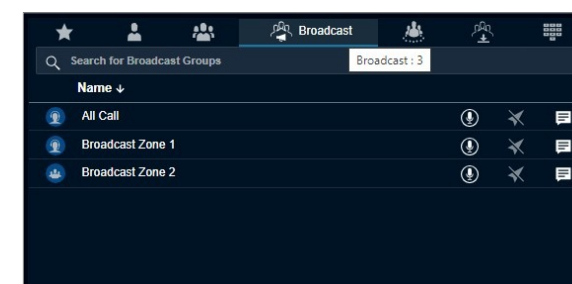 Broadcast
Search for Broadcast Groups
Broadcast : 3
Name ↓
All Call
Broadcast Zone 1
Broadcast Zone 2